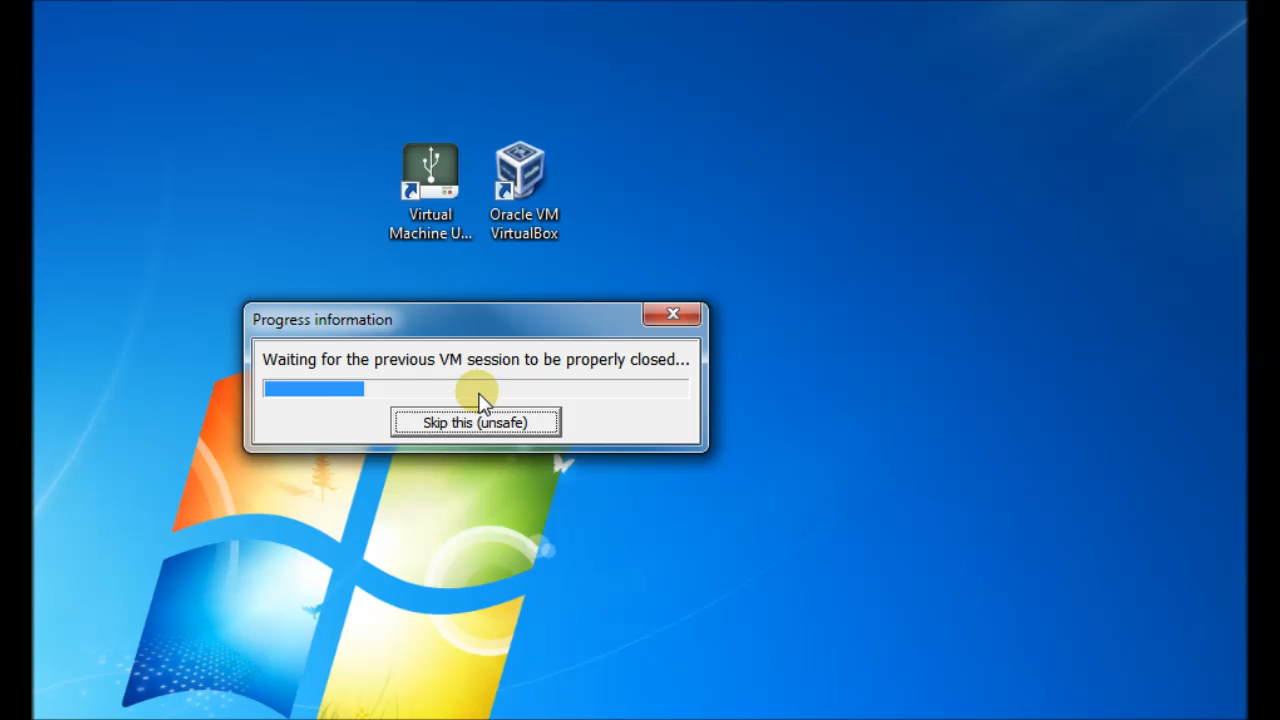 Virtual
Machine U...
Oracle VM
VirtualBox
Progress information
Waiting for the previous VM session to be properly closed...
Skip this (unsafe)